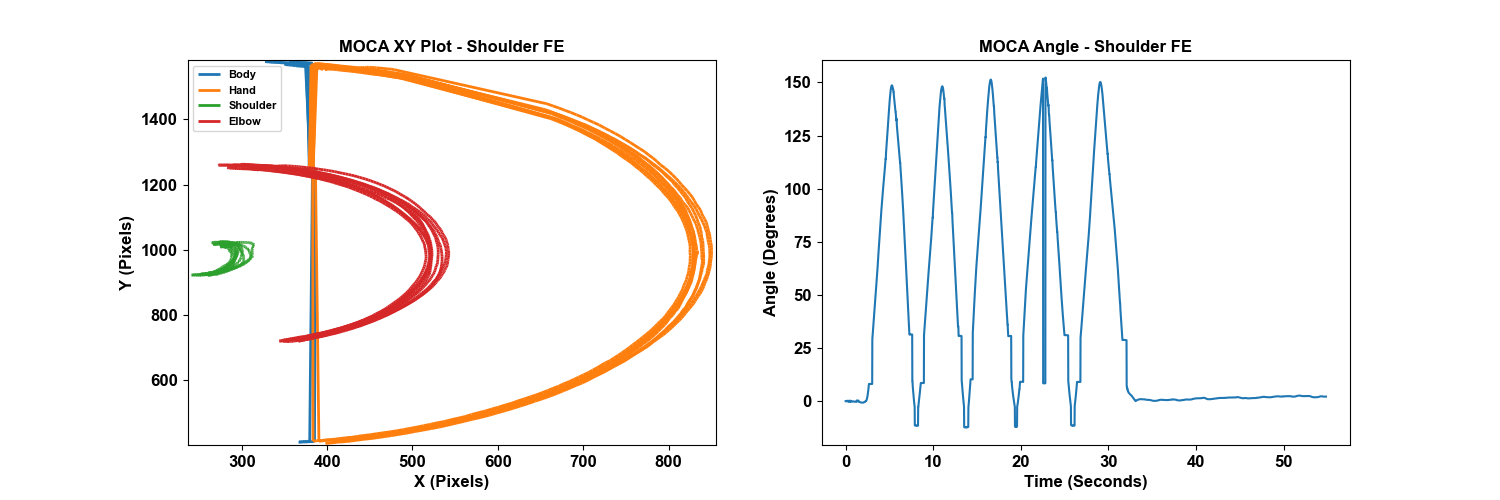 MOCA XY Plot - Shoulder FE
Body
Hand
Shoulder
Elbow
1400
1200
1000
800
600
Y (Pixels)
300 400 500 600 700 800
X (Pixels)
MOCA Angle - Shoulder FE
150
125
100
75
50
25
0
Angle (Degrees)
0 10 20 30 40 50
Time (Seconds)